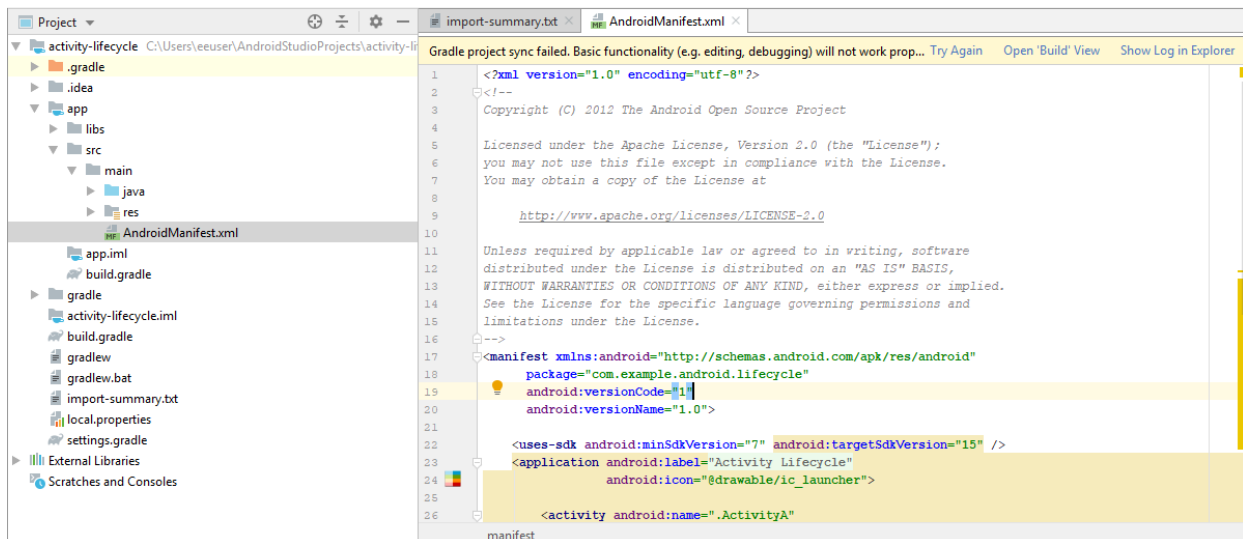 Project
import-summary.txt
AndroidManifest.xml
activity-lifecycle C:\Users\eeuser\AndroidStudioProjects\activity-li
.gradle
.idea
app
libs
src
main
java
res
AndroidManifest.xml
app.iml
build.gradle
gradle
activity-lifecycle.iml
build.gradle
gradlew
gradlew.bat
import-summary.txt
local.properties
settings.gradle
External Libraries
Scratches and Consoles
Gradle project sync failed. Basic functionality (e.g. editing, debugging) will not work prop... Try Again Open 'Build' View Show Log in Explorer
1 <?xml version="1.0" encoding="utf-8"?>
2 <!--
3 Copyright (C) 2012 The Android Open Source Project
4
5 Licensed under the Apache License, Version 2.0 (the "License");
6 you may not use this file except in compliance with the License.
7 You may obtain a copy of the License at
8
9 http://www.apache.org/licenses/LICENSE-2.0
10
11 Unless required by applicable law or agreed to in writing, software
12 distributed under the License is distributed on an "AS IS" BASIS,
13 WITHOUT WARRANTIES OR CONDITIONS OF ANY KIND, either express or implied.
14 See the License for the specific language governing permissions and
15 limitations under the License.
16 -->
17 <manifest xmlns:android="http://schemas.android.com/apk/res/android"
18 package="com.example.android.lifecycle"
19 android:versionCode="1"
20 android:versionName="1.0">
21
22 <uses-sdk android:minSdkVersion="7" android:targetSdkVersion="15" />
23 <application android:label="Activity Lifecycle"
24 android:icon="@drawable/ic_launcher">
25
26 <activity android:name=".ActivityA"
manifest